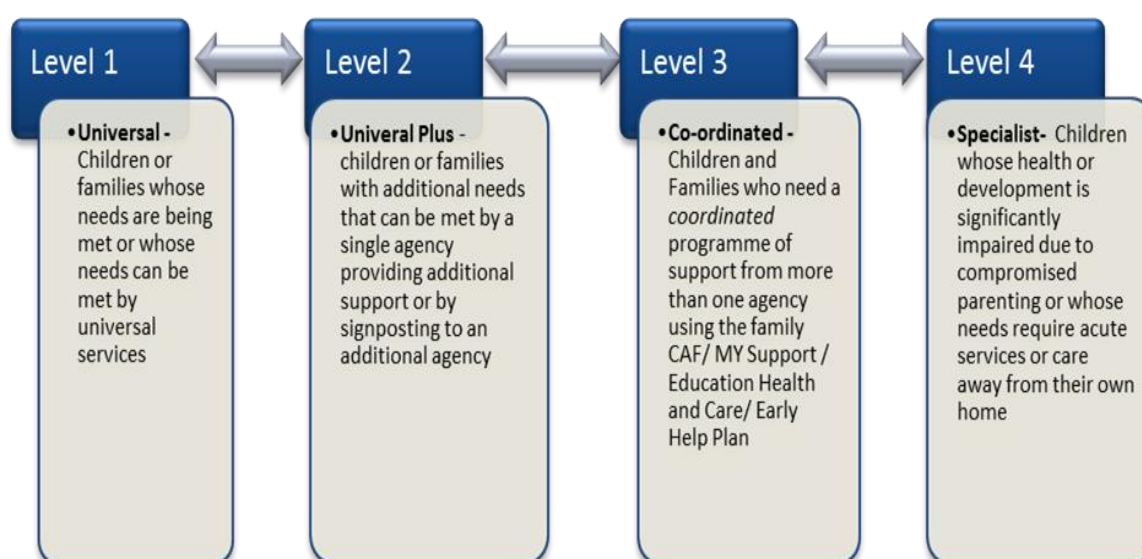 Level 1
•Universal -
Children or
families whose
needs are being
met or whose
needs can be
met by
universal
services
Level 2
•Univeral Plus -
children or families
with additional needs
that can be met by a
single agency
providing additional
support or by
signposting to an
additional agency
Level 3
•Co-ordinated -
Children and
Families who need a
coordinated
programme of
support from more
than one agency
using the family
CAF/ MY Support /
Education Health
and Care/ Early
Help Plan
Level 4
•Specialist- Children
whose health or
development is
significantly
impaired due to
compromised
parenting or whose
needs require acute
services or care
away from their own
home